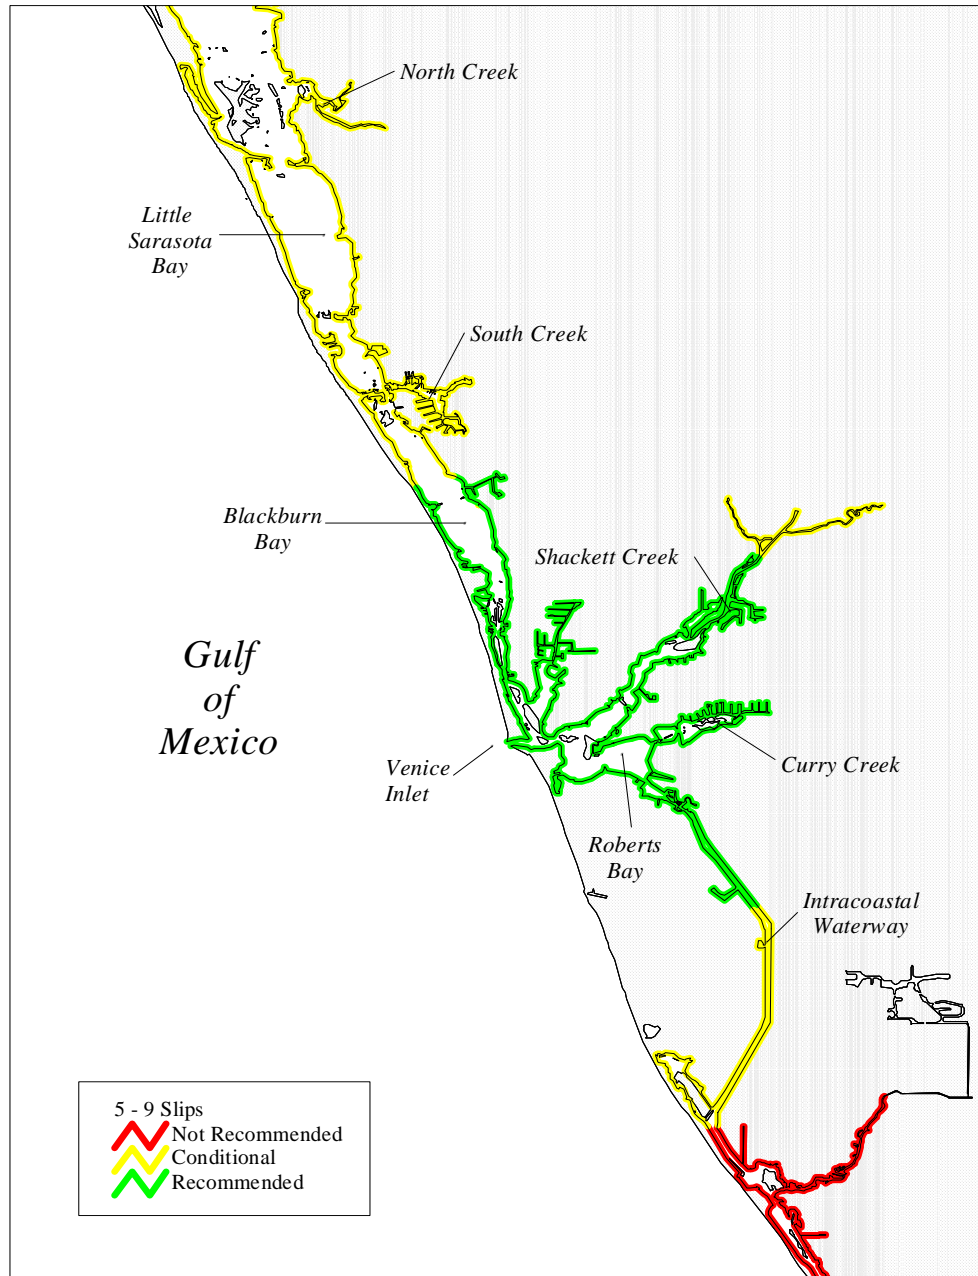 North Creek
Little
Sarasota
Bay
South Creek
Blackburn
Bay
Shackett Creek
Gulf
of
Mexico
Venice
Inlet
Curry Creek
Roberts
Bay
Intracoastal
Waterway
5 - 9 Slips
Not Recommended
Conditional
Recommended